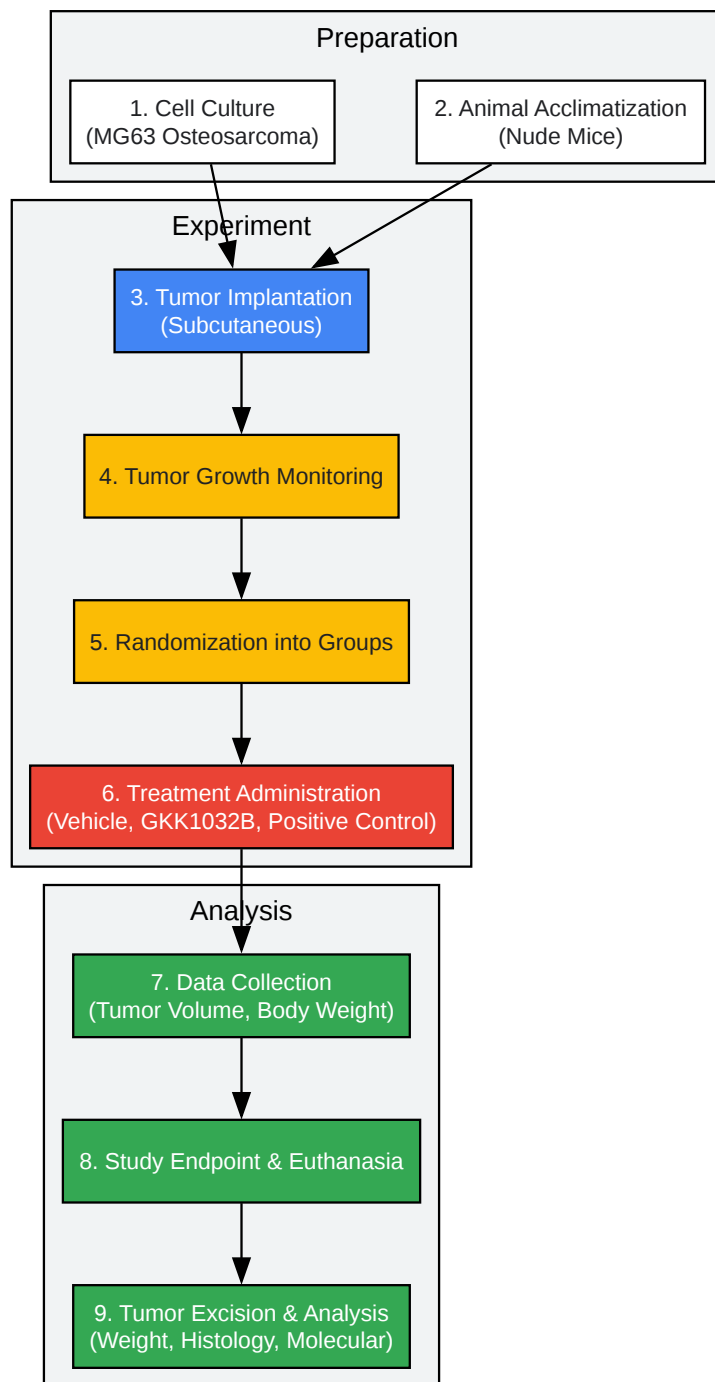 Preparation
1. Cell Culture
(MG63 Osteosarcoma)
2. Animal Acclimatization
(Nude Mice)
Experiment
3. Tumor Implantation
(Subcutaneous)
4. Tumor Growth Monitoring
5. Randomization into Groups
6. Treatment Administration
(Vehicle, GKK1032B, Positive Control)
Analysis
7. Data Collection
(Tumor Volume, Body Weight)
8. Study Endpoint & Euthanasia
9. Tumor Excision & Analysis
(Weight, Histology, Molecular)